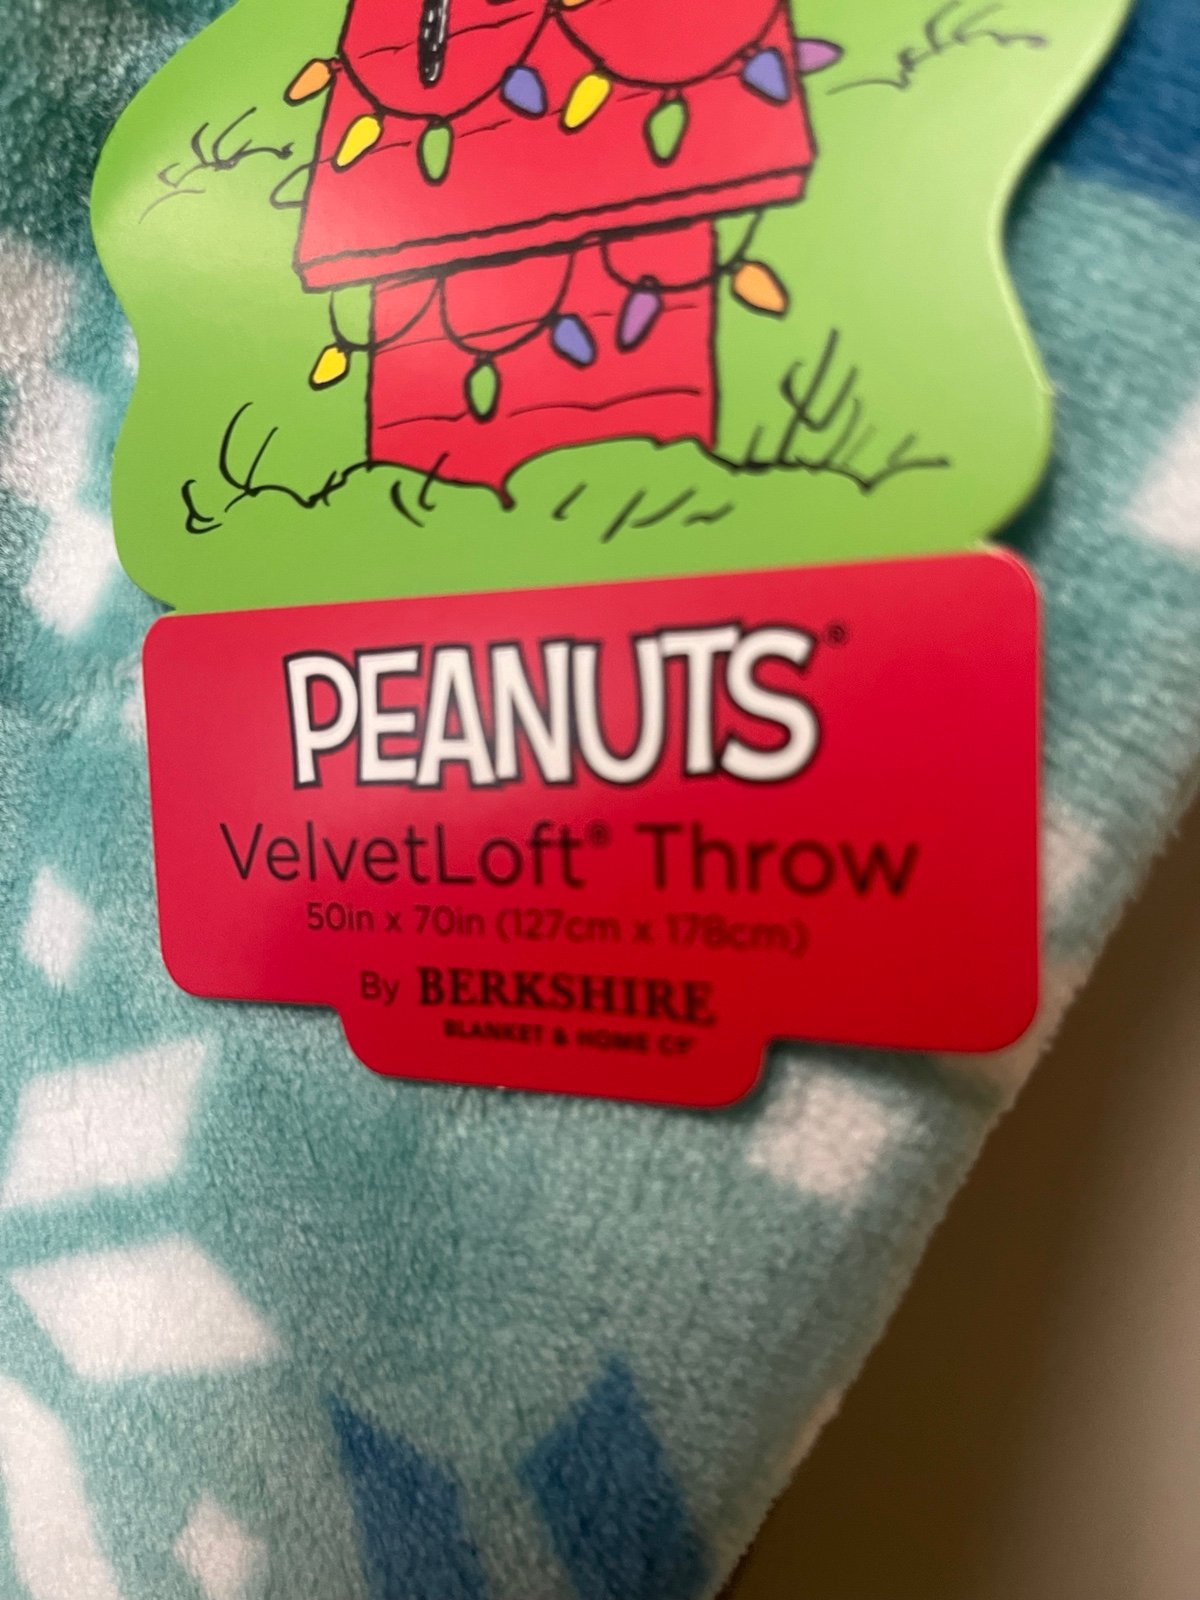 PEANUTS®
VelvetLoft® Throw
50in x 70in (127cm x 178cm)
By BERKSHIRE
BLANKET & HOME CO®